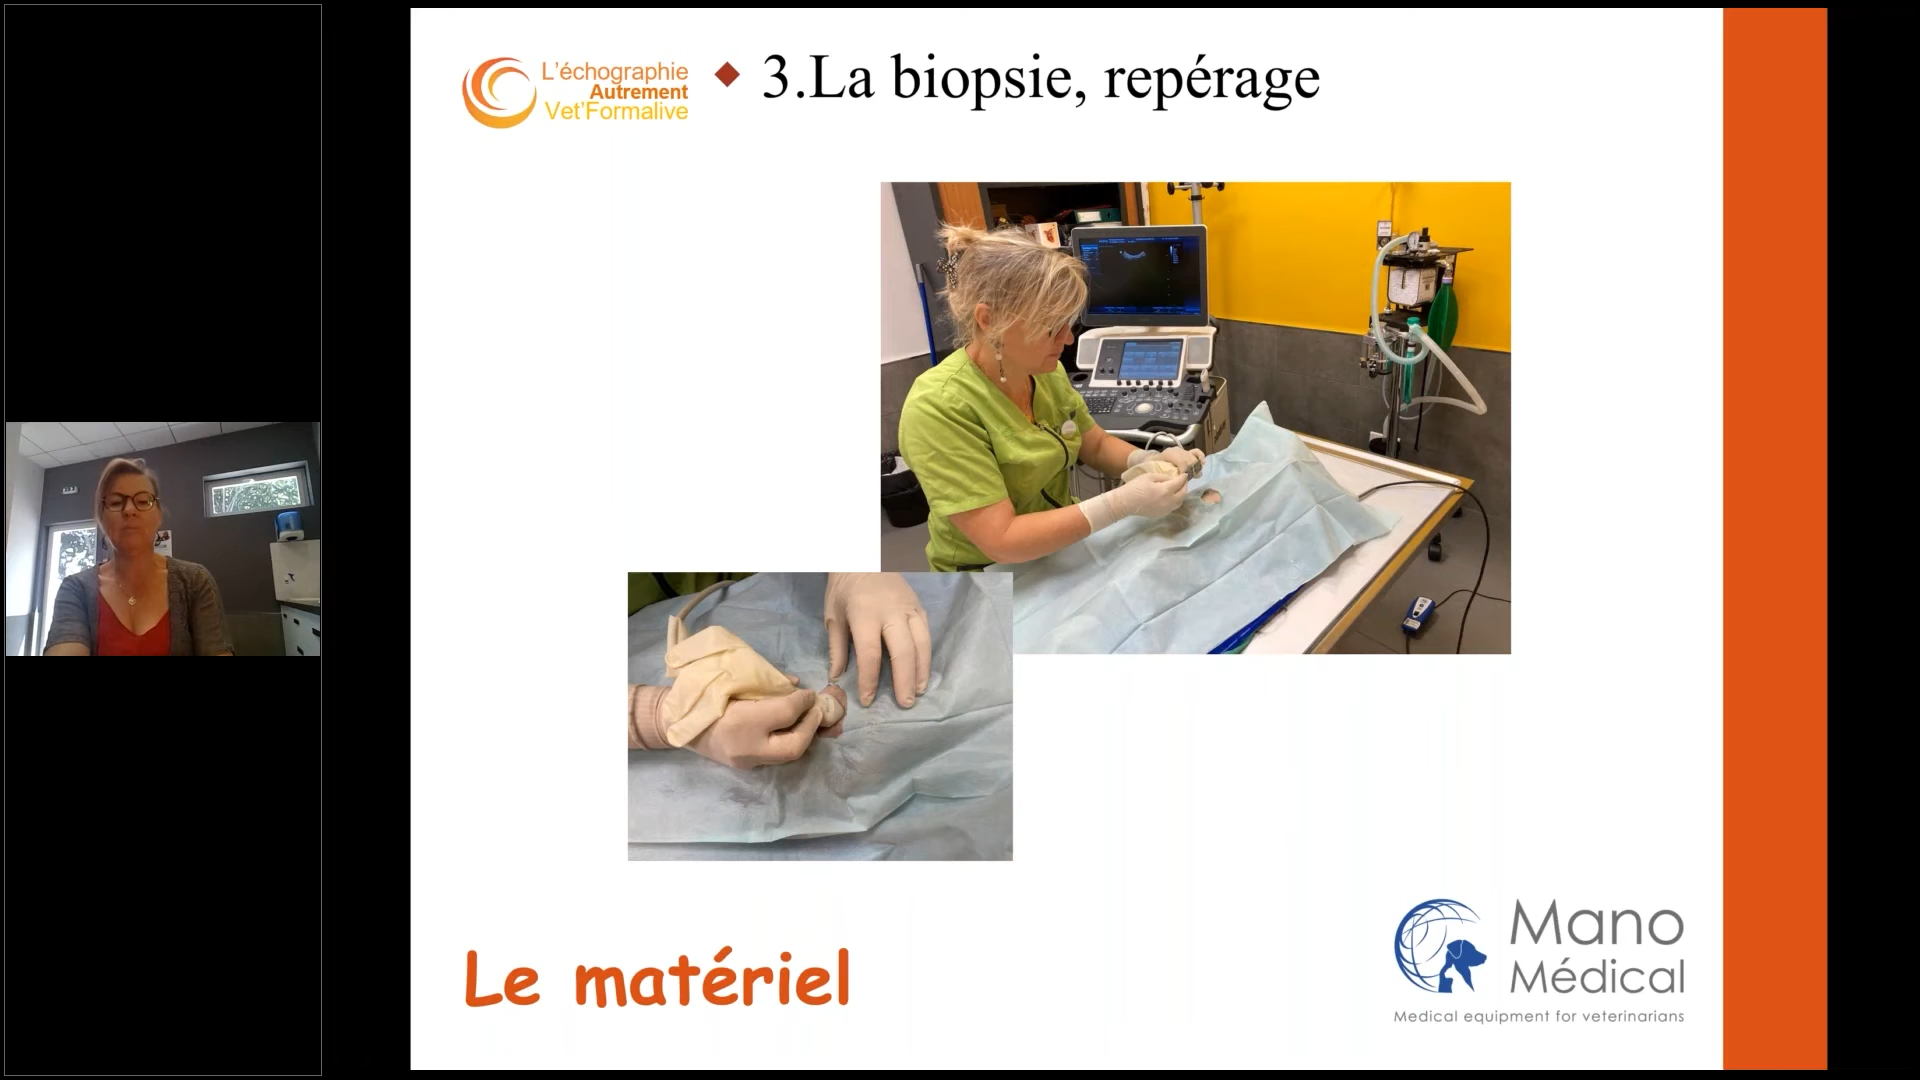 L'échographie
Autrement
Vet'Formalive
3.La biopsie, repérage
Le matériel
Mano
Médical
Medical equipment for veterinarians